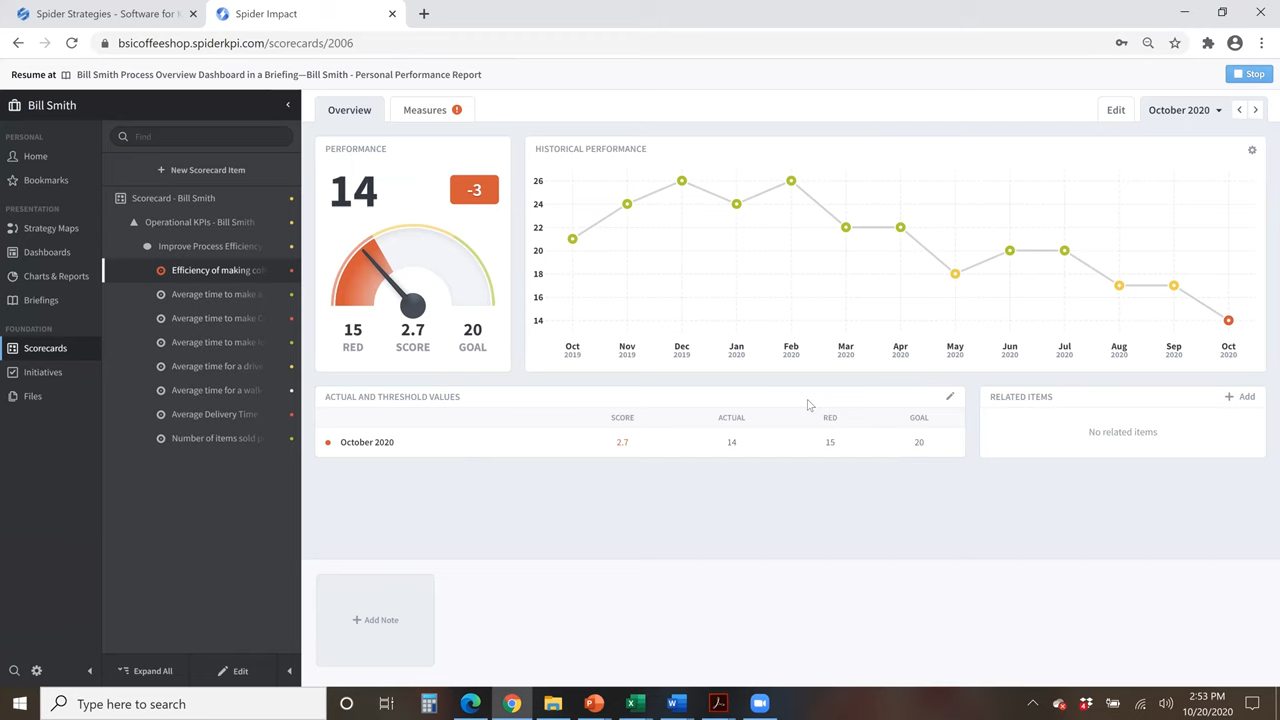 Spider Strategies - Software for K
Spider Impact
bsicoffeeshop.spiderkpi.com/scorecards/2006
Resume at Bill Smith Process Overview Dashboard in a Briefing—Bill Smith - Personal Performance Report
Stop
Bill Smith
PERSONAL
Home
Bookmarks
PRESENTATION
Strategy Maps
Dashboards
Charts & Reports
Briefings
FOUNDATION
Scorecards
Initiatives
Files
Find
+ New Scorecard Item
Scorecard - Bill Smith
Operational KPIs - Bill Smith
Improve Process Efficiency
Efficiency of making co
Average time to make a
Average time to make
Average time to make
Average time for a driv
Average time for a wal
Average Delivery Time
Number of items sold p
Expand All
Edit
Overview
Measures !
Edit
October 2020
PERFORMANCE
14
-3
15 2.7 20
RED SCORE GOAL
HISTORICAL PERFORMANCE
26
24
22
20
18
16
14
Oct Nov Dec Jan Feb Mar Apr May Jun Jul Aug Sep Oct
2019 2019 2019 2020 2020 2020 2020 2020 2020 2020 2020 2020 2020
ACTUAL AND THRESHOLD VALUES
SCORE ACTUAL RED GOAL
October 2020 2.7 14 15 20
RELATED ITEMS
+ Add
No related items
+ Add Note
Type here to search
2:53 PM
10/20/2020